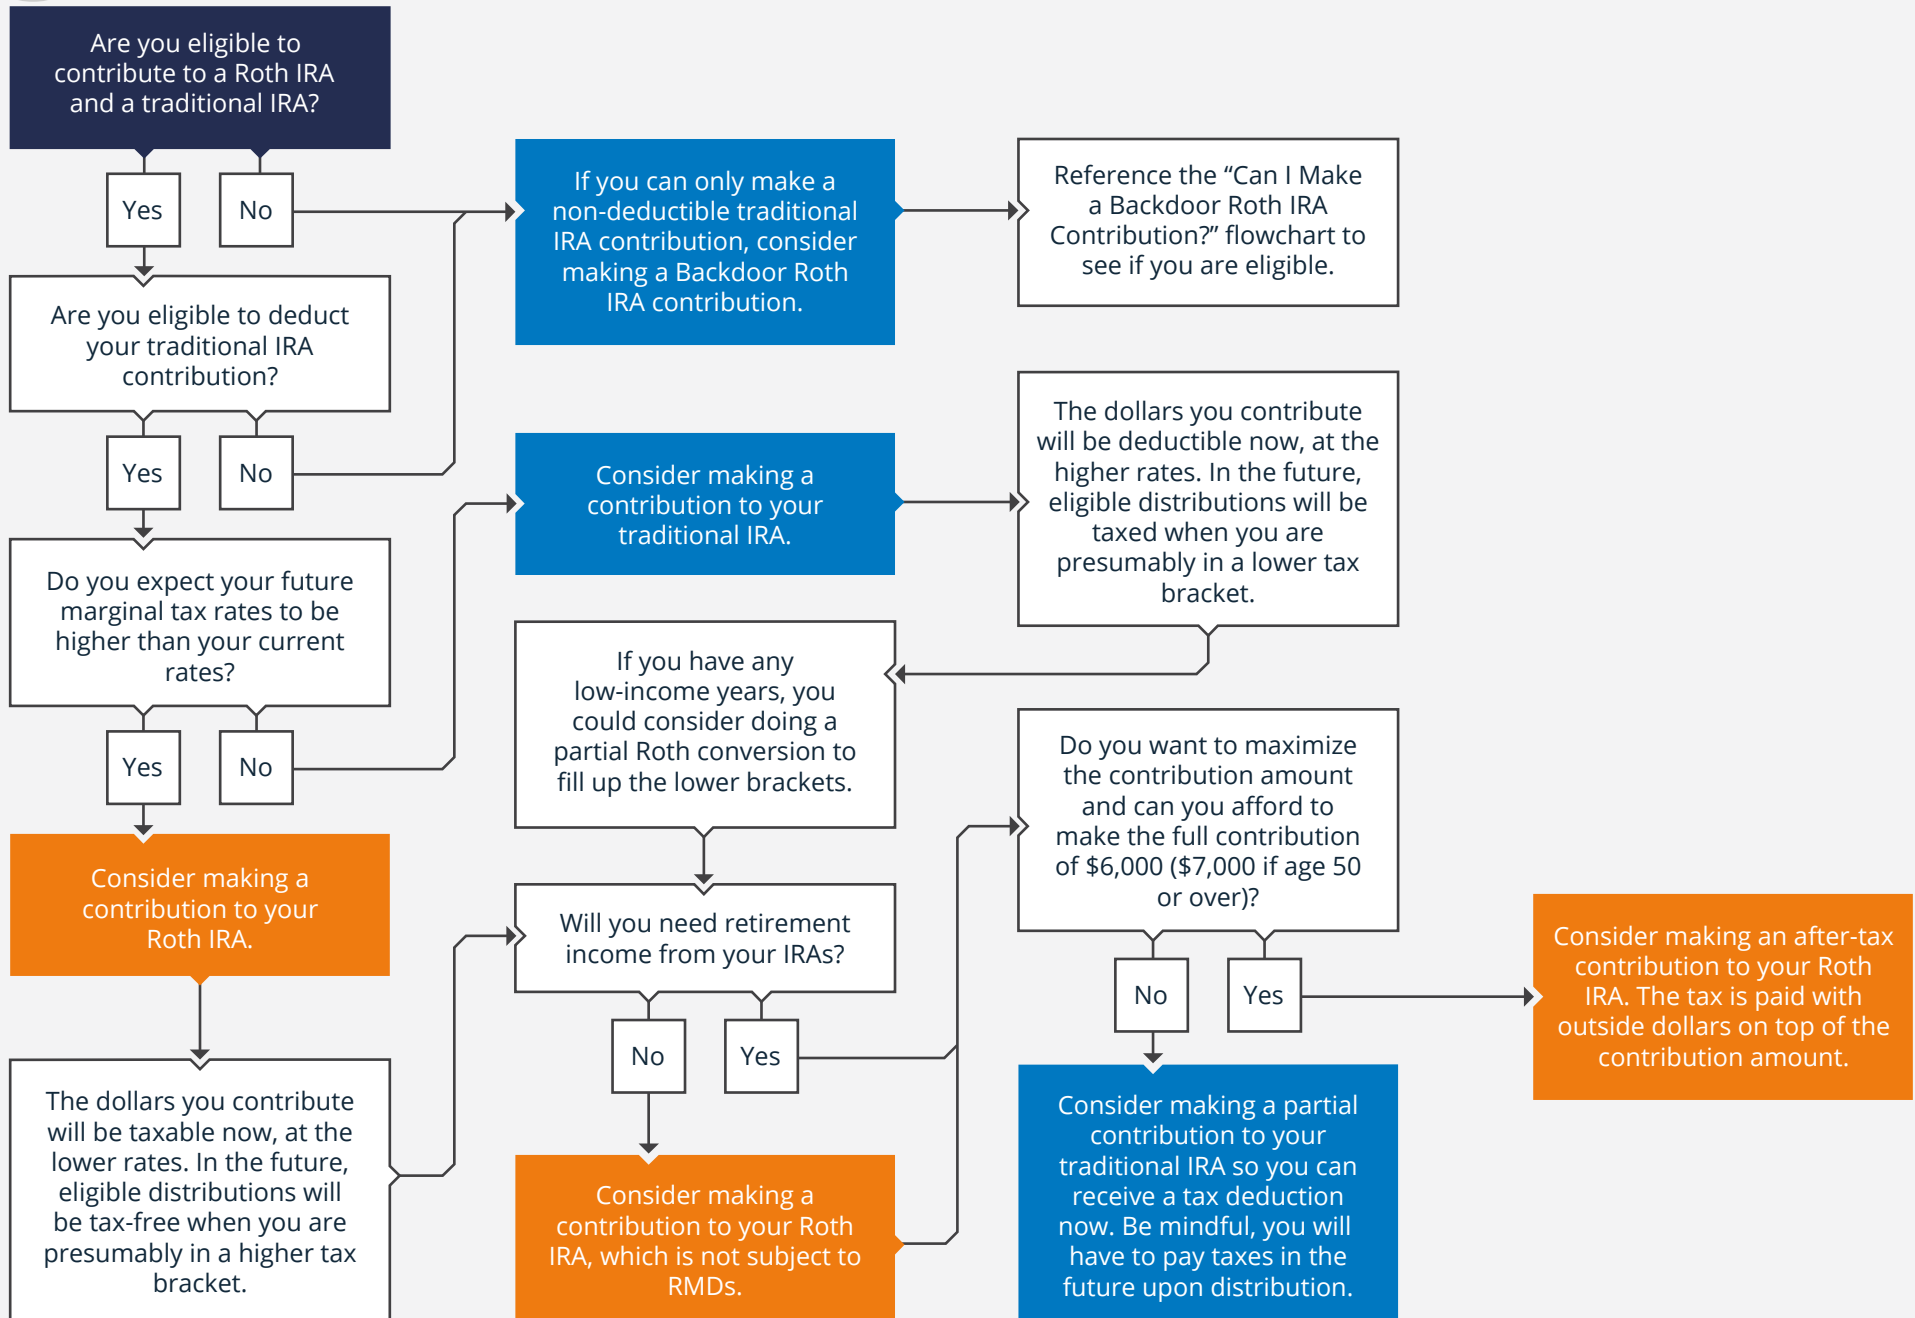 Are you eligible to
contribute to a Roth IRA
and a traditional IRA?
Yes
No
If you can only make a
non-deductible traditional
IRA contribution, consider
making a Backdoor Roth
IRA contribution.
Reference the “Can I Make
a Backdoor Roth IRA
Contribution?” flowchart to
see if you are eligible.
Are you eligible to deduct
your traditional IRA
contribution?
Yes
No
Consider making a
contribution to your
traditional IRA.
The dollars you contribute
will be deductible now, at the
higher rates. In the future,
eligible distributions will be
taxed when you are
presumably in a lower tax
bracket.
Do you expect your future
marginal tax rates to be
higher than your current
rates?
Yes
No
If you have any
low-income years, you
could consider doing a
partial Roth conversion to
fill up the lower brackets.
Consider making a
contribution to your
Roth IRA.
The dollars you contribute
will be taxable now, at the
lower rates. In the future,
eligible distributions will
be tax-free when you are
presumably in a higher tax
bracket.
Will you need retirement
income from your IRAs?
No
Yes
Consider making a
contribution to your Roth
IRA, which is not subject to
RMDs.
Do you want to maximize
the contribution amount
and can you afford to
make the full contribution
of $6,000 ($7,000 if age 50
or over)?
No
Yes
Consider making a partial
contribution to your
traditional IRA so you can
receive a tax deduction
now. Be mindful, you will
have to pay taxes in the
future upon distribution.
Consider making an after-tax
contribution to your Roth
IRA. The tax is paid with
outside dollars on top of the
contribution amount.